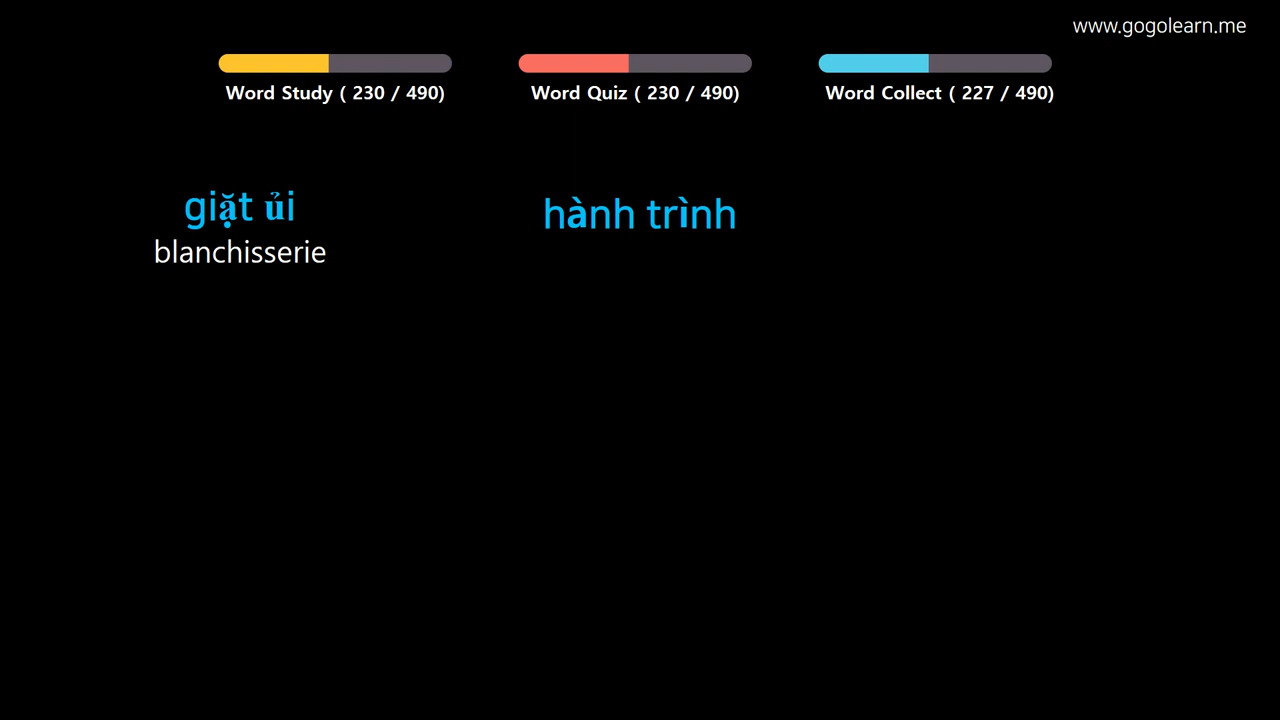 www.gogolearn.me
Word Study ( 230 / 490)
Word Quiz ( 230 / 490)
Word Collect ( 227 / 490)
giặt ủi
blanchisserie
hành trình